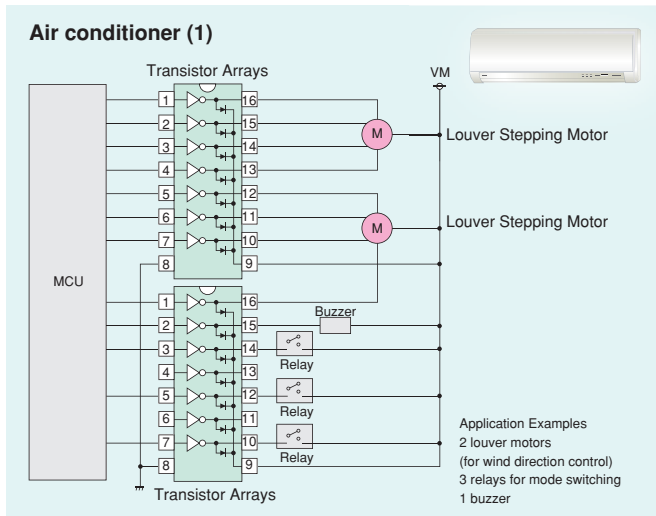 Air conditioner (1)
Transistor Arrays
VM
MCU
1 16
2 15
3 14
4 13
5 12
6 11
7 10
8 9
M
Louver Stepping Motor
M
Louver Stepping Motor
1 16
2 15
3 14
4 13
5 12
6 11
7 10
8 9
Buzzer
Relay
Relay
Relay
Transistor Arrays
Application Examples
2 louver motors
(for wind direction control)
3 relays for mode switching
1 buzzer